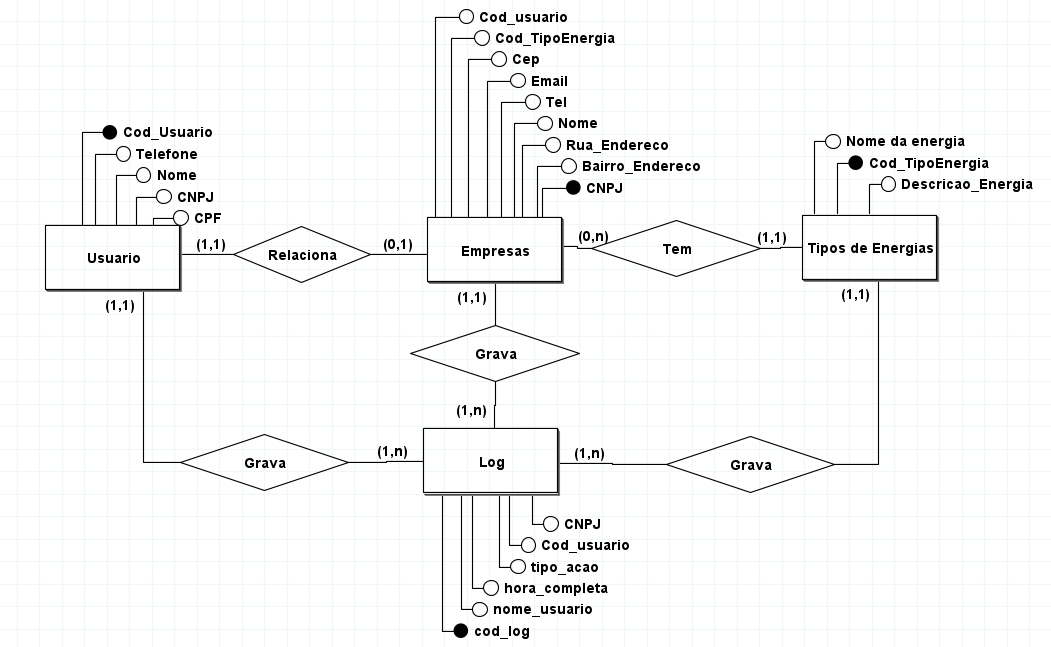 Cod_usuario
Cod_TipoEnergia
Cep
Email
Tel
Nome
Rua_Endereco
Bairro_Endereco
CNPJ
Cod_Usuario
Telefone
Nome
CNPJ
CPF
Nome da energia
Cod_TipoEnergia
Descricao_Energia
Usuario
(1,1)
Relaciona
(0,1)
Empresas
(0,n)
Tem
(1,1)
Tipos de Energias
(1,1)
(1,1)
(1,1)
Grava
(1,n)
Grava
(1,n)
Log
(1,n)
Grava
CNPJ
Cod_usuario
tipo_acao
hora_completa
nome_usuario
cod_log